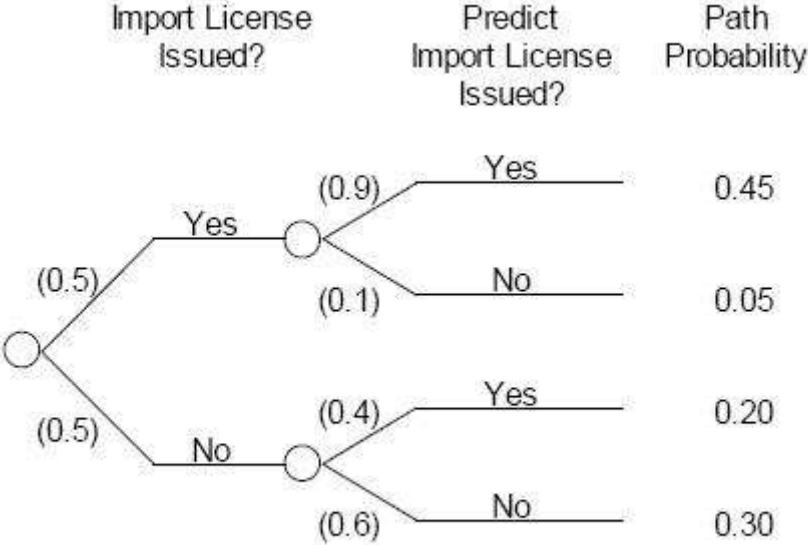 Import License
Issued?
Predict
Import License
Issued?
Path
Probability
(0.9)
Yes
0.45
Yes
(0.5)
(0.1)
No
0.05
(0.5)
No
(0.4)
Yes
0.20
(0.6)
No
0.30